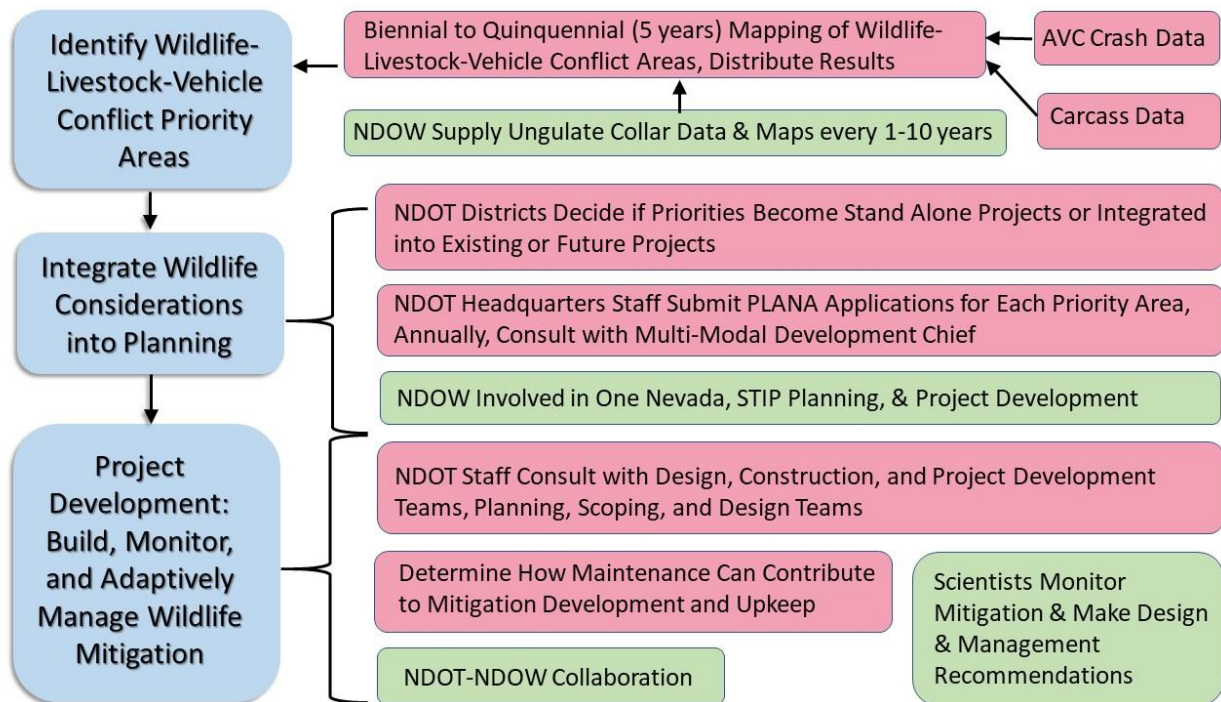 Identify Wildlife-
Livestock-Vehicle
Conflict Priority
Areas
Biennial to Quinquennial (5 years) Mapping of Wildlife-
Livestock-Vehicle Conflict Areas, Distribute Results
AVC Crash Data
Carcass Data
NDOW Supply Ungulate Collar Data & Maps every 1-10 years
Integrate Wildlife
Considerations
into Planning
NDOT Districts Decide if Priorities Become Stand Alone Projects or Integrated
into Existing or Future Projects
NDOT Headquarters Staff Submit PLANA Applications for Each Priority Area,
Annually, Consult with Multi-Modal Development Chief
NDOW Involved in One Nevada, STIP Planning, & Project Development
Project
Development:
Build, Monitor,
and Adaptively
Manage Wildlife
Mitigation
NDOT Staff Consult with Design, Construction, and Project Development
Teams, Planning, Scoping, and Design Teams
Determine How Maintenance Can Contribute
to Mitigation Development and Upkeep
NDOT-NDOW Collaboration
Scientists Monitor
Mitigation & Make Design
& Management
Recommendations